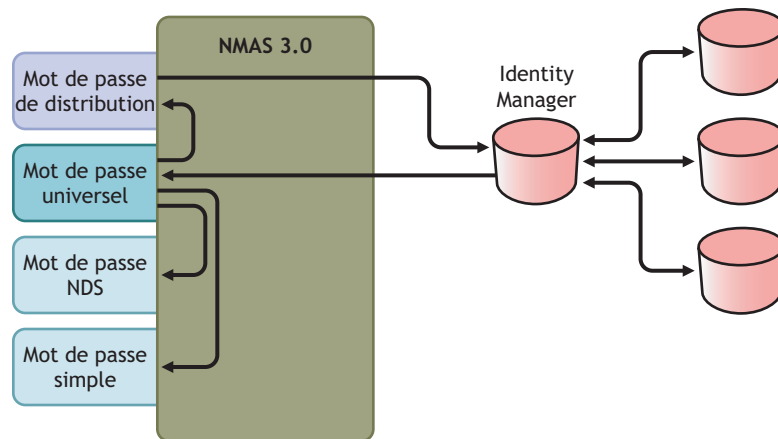 NMAS 3.0
Mot de passe
de distribution
Mot de passe
universel
Mot de passe
NDS
Mot de passe
simple
Identity
Manager